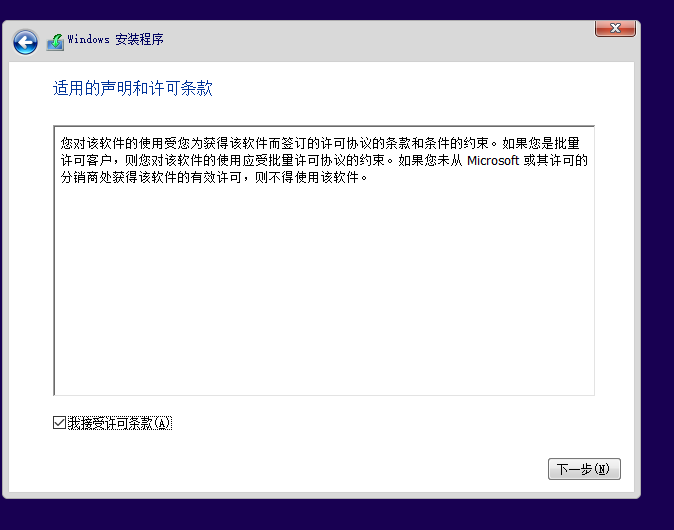 Windows 安装程序
适用的声明和许可条款
您对该软件的使用受您为获得该软件而签订的许可协议的条款和条件的约束。如果您是批量
许可客户，则您对该软件的使用应受批量许可协议的约束。如果您未从 Microsoft 或其许可的
分销商处获得该软件的有效许可，则不得使用该软件。
我接受许可条款(A)
下一步(N)